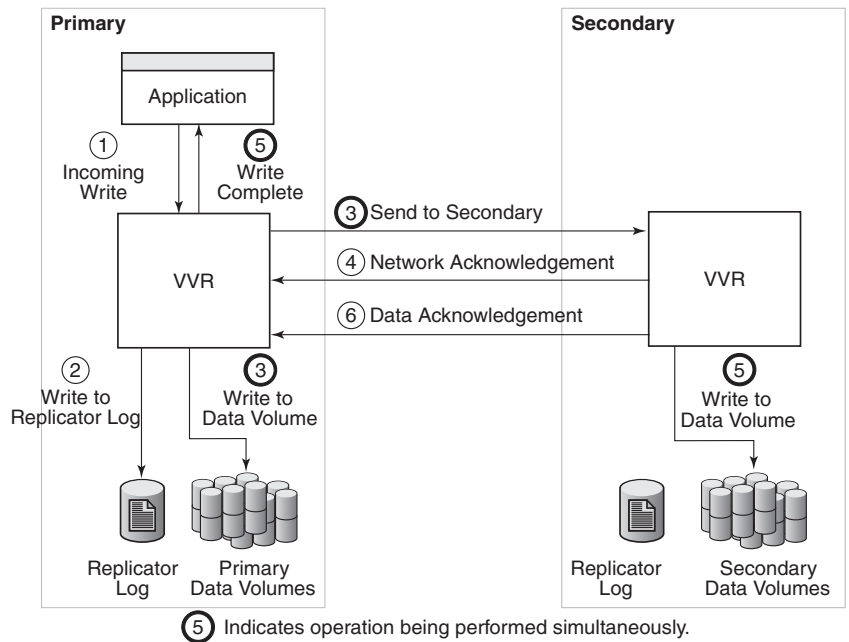 Primary
Secondary
Application
1
Incoming
Write
5
Write
Complete
3 Send to Secondary
VVR
4 Network Acknowledgement
VVR
6 Data Acknowledgement
2
Write to
Replicator Log
3
Write to
Data Volume
5
Write to
Data Volume
Replicator
Log
Primary
Data Volumes
Replicator
Log
Secondary
Data Volumes
5 Indicates operation being performed simultaneously.